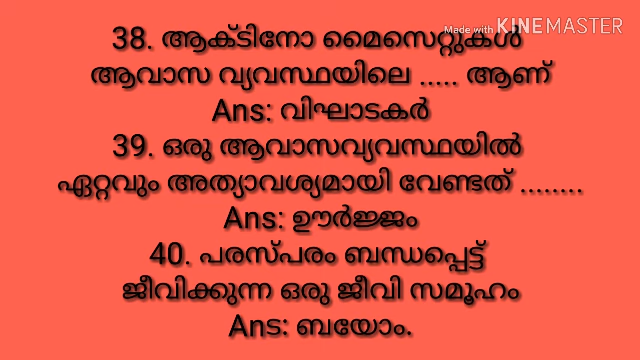 Made with KINEMASTER
38. ആക്ടിനോ മൈസെറ്റുകൾ
ആവാസ വ്യവസ്ഥയിലെ ..... ആണ്
Ans: വിഘാടകർ
39. ഒരു ആവാസവ്യവസ്ഥയിൽ
ഏറ്റവും അത്യാവശ്യമായി വേണ്ടത് ........
Ans: ഊർജ്ജം
40. പരസ്പരം ബന്ധപ്പെട്ട്
ജീവിക്കുന്ന ഒരു ജീവി സമൂഹം
Anട: ബയോം.